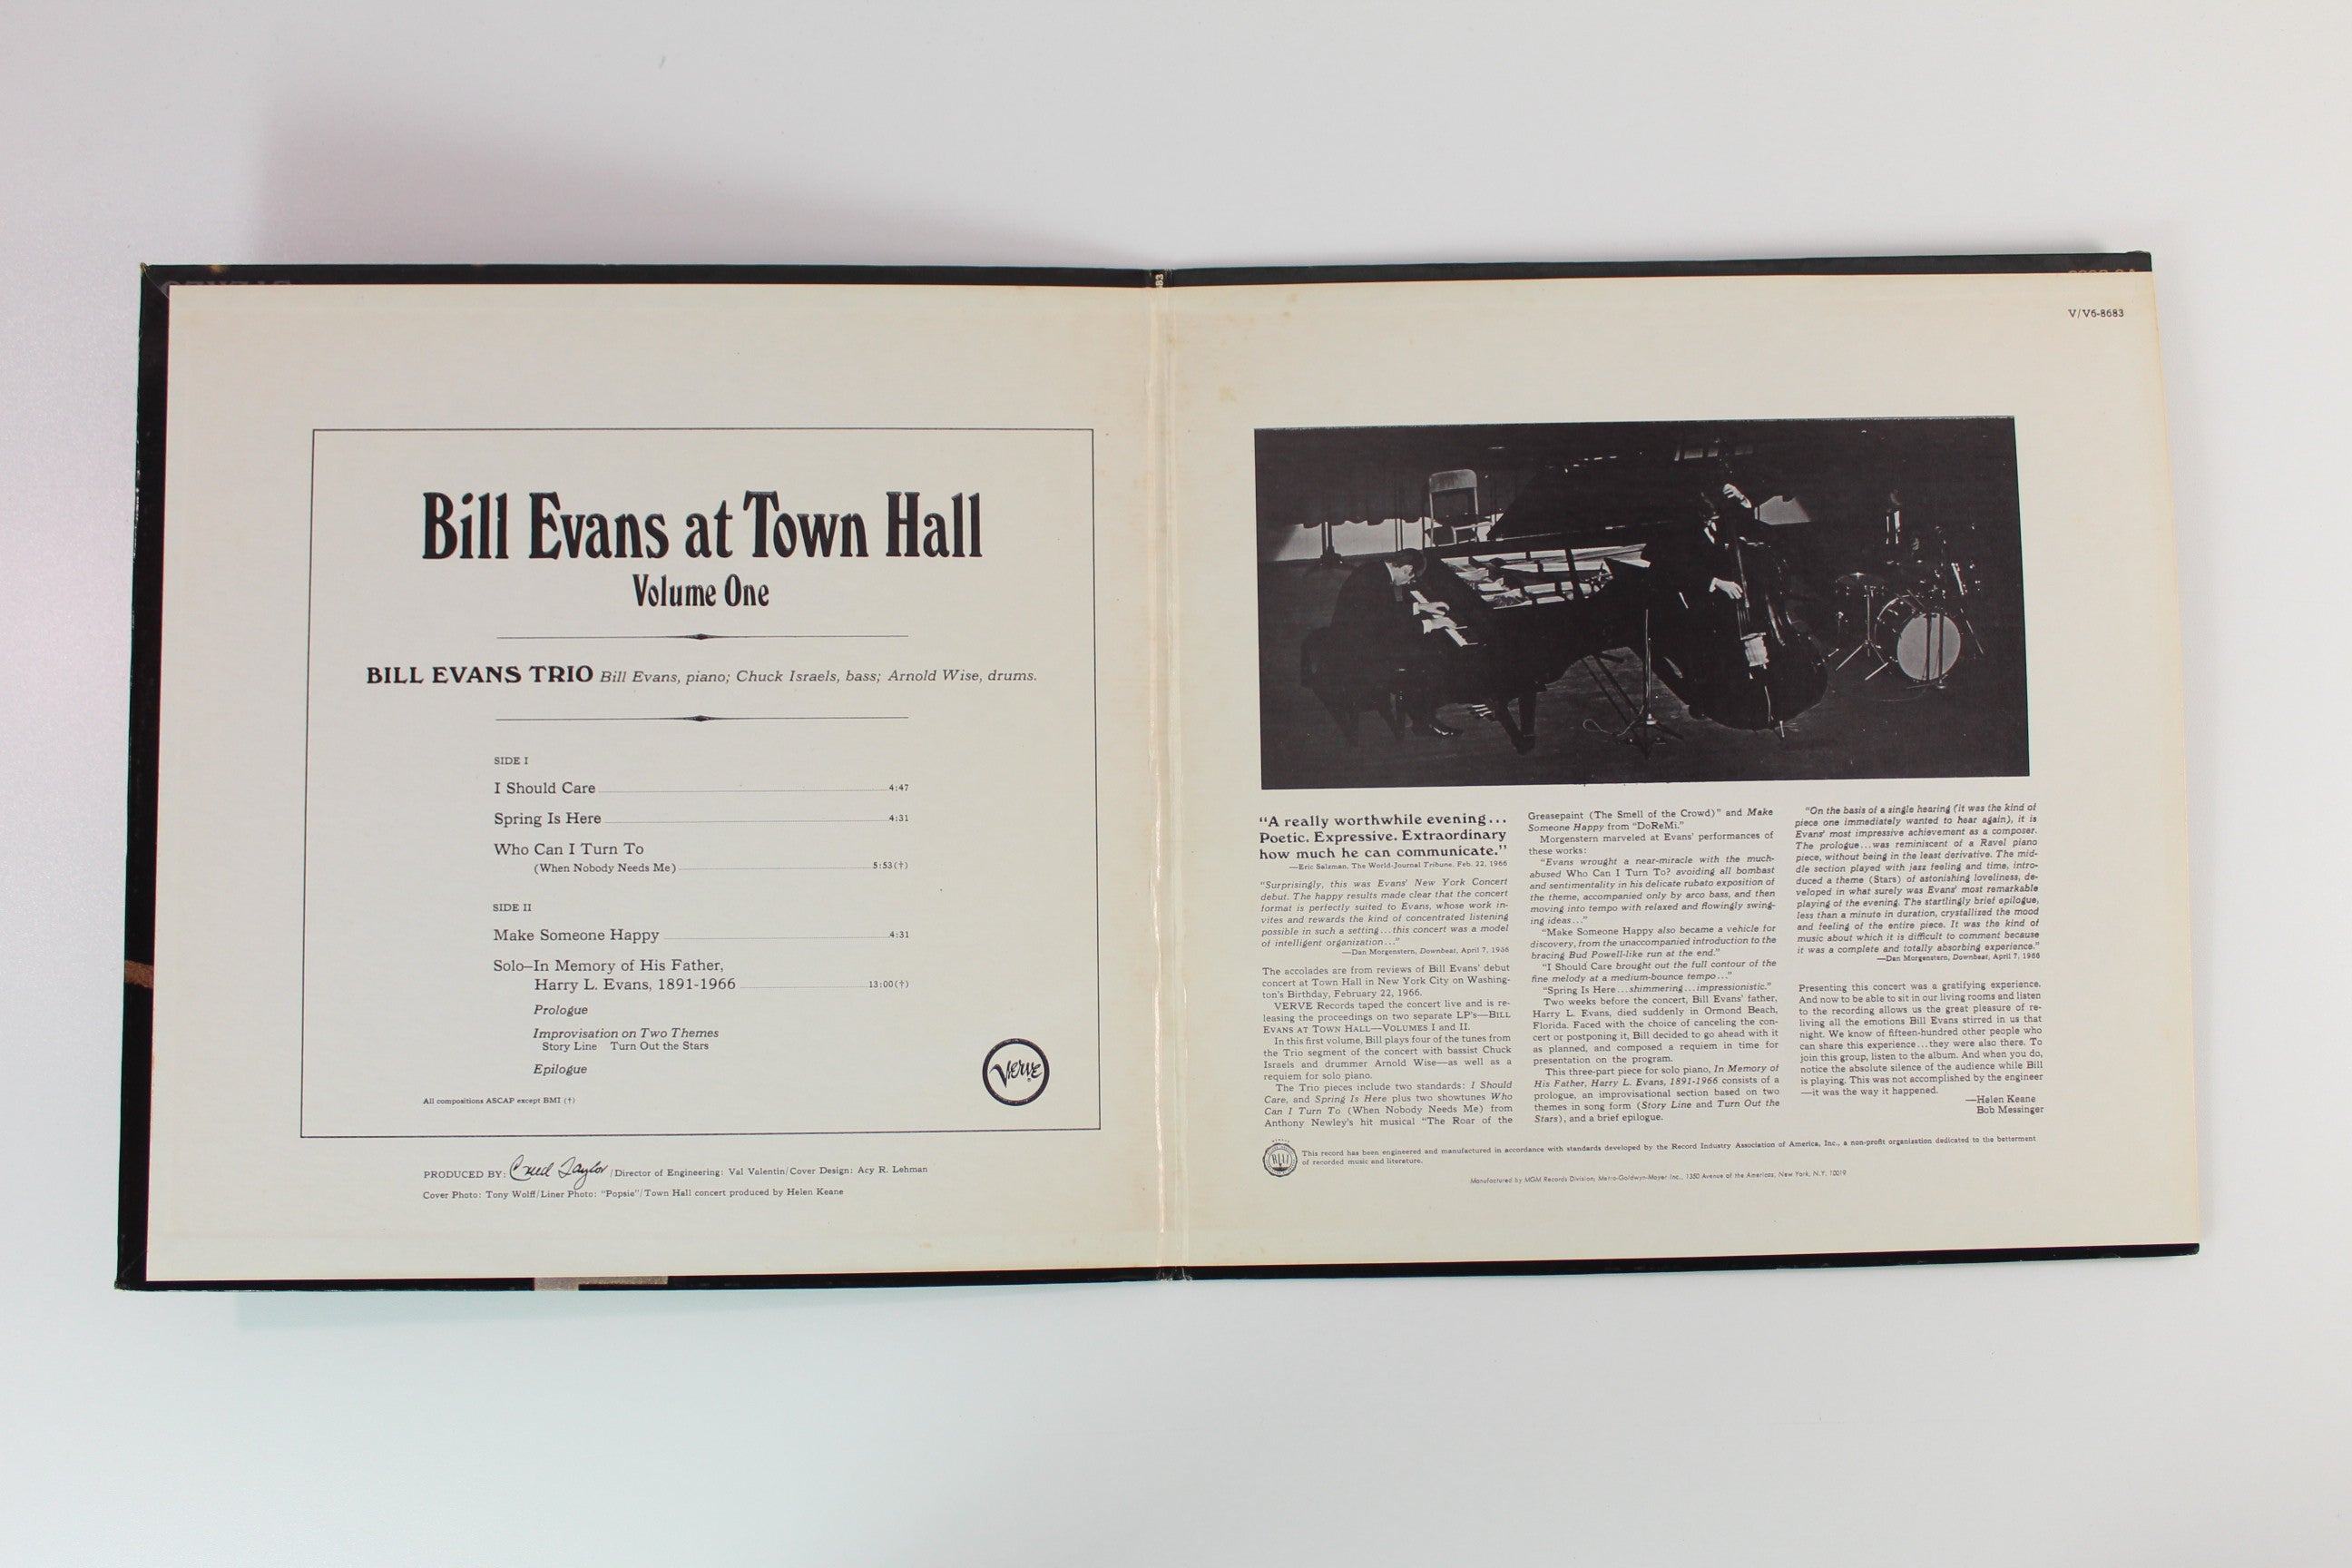 Bill Evans at Town Hall
Volume One
BILL EVANS TRIO Bill Evans, piano; Chuck Israels, bass; Arnold Wise, drums.
SIDE I
I Should Care 4:47
Spring Is Here 4:31
Who Can I Turn To
(When Nobody Needs Me) 5:53(†)
SIDE II
Make Someone Happy 4:31
Solo—In Memory of His Father,
Harry L. Evans, 1891-1966 13:00(†)
Prologue
Improvisation on Two Themes
Story Line Turn Out the Stars
Epilogue
Verve
All compositions ASCAP except BMI (†)
PRODUCED BY: Creed Taylor / Director of Engineering: Val Valentin/Cover Design: Acy R. Lehman
Cover Photo: Tony Wolff/Liner Photo: "Popsie"/Town Hall concert produced by Helen Keane
83
V/V6-8683
"A really worthwhile evening...
Poetic. Expressive. Extraordinary
how much he can communicate."
—Eric Salzman, The World-Journal Tribune, Feb. 22, 1966
"Surprisingly, this was Evans' New York Concert
debut. The happy results made clear that the concert
format is perfectly suited to Evans, whose work in-
vites and rewards the kind of concentrated listening
possible in such a setting...this concert was a model
of intelligent organization..."
—Dan Morgenstern, Downbeat, April 7, 1966
The accolades are from reviews of Bill Evans' debut
concert at Town Hall in New York City on Washing-
ton's Birthday, February 22, 1966.
VERVE Records taped the concert live and is re-
leasing the proceedings on two separate LP's—BILL
EVANS AT TOWN HALL—VOLUMES I and II.
In this first volume, Bill plays four of the tunes from
the Trio segment of the concert with bassist Chuck
Israels and drummer Arnold Wise—as well as a
requiem for solo piano.
The Trio pieces include two standards: I Should
Care, and Spring Is Here plus two showtunes Who
Can I Turn To (When Nobody Needs Me) from
Anthony Newley's hit musical "The Roar of the
Greasepaint (The Smell of the Crowd)" and Make
Someone Happy from "DoReMi."
Morgenstern marveled at Evans' performances of
these works:
"Evans wrought a near-miracle with the much-
abused Who Can I Turn To? avoiding all bombast
and sentimentality in his delicate rubato exposition of
the theme, accompanied only by arco bass, and then
moving into tempo with relaxed and flowingly swing-
ing ideas..."
"Make Someone Happy also became a vehicle for
discovery, from the unaccompanied introduction to the
bracing Bud Powell-like run at the end."
"I Should Care brought out the full contour of the
fine melody at a medium-bounce tempo..."
"Spring Is Here...shimmering...impressionistic."
Two weeks before the concert, Bill Evans' father,
Harry L. Evans, died suddenly in Ormond Beach,
Florida. Faced with the choice of canceling the con-
cert or postponing it, Bill decided to go ahead with it
as planned, and composed a requiem in time for
presentation on the program.
This three-part piece for solo piano, In Memory of
His Father, Harry L. Evans, 1891-1966 consists of a
prologue, an improvisational section based on two
themes in song form (Story Line and Turn Out the
Stars), and a brief epilogue.
"On the basis of a single hearing (it was the kind of
piece one immediately wanted to hear again), it is
Evans' most impressive achievement as a composer.
The prologue...was reminiscent of a Ravel piano
piece, without being in the least derivative. The mid-
dle section played with jazz feeling and time, intro-
duced a theme (Stars) of astonishing loveliness, de-
veloped in what surely was Evans' most remarkable
playing of the evening. The startlingly brief epilogue,
less than a minute in duration, crystallized the mood
and feeling of the entire piece. It was the kind of
music about which it is difficult to comment because
it was a complete and totally absorbing experience."
—Dan Morgenstern, Downbeat, April 7, 1966
Presenting this concert was a gratifying experience.
And now to be able to sit in our living rooms and listen
to the recording allows us the great pleasure of re-
living all the emotions Bill Evans stirred in us that
night. We know of fifteen-hundred other people who
can share this experience...they were also there. To
join this group, listen to the album. And when you do,
notice the absolute silence of the audience while Bill
is playing. This was not accomplished by the engineer
—it was the way it happened.
—Helen Keane
Bob Messinger
This record has been engineered and manufactured in accordance with standards developed by the Record Industry Association of America, Inc., a non-profit organization dedicated to the betterment
of recorded music and literature.
Manufactured by MGM Records Division, Metro-Goldwyn-Mayer Inc., 1350 Avenue of the Americas, New York, N.Y. 10019